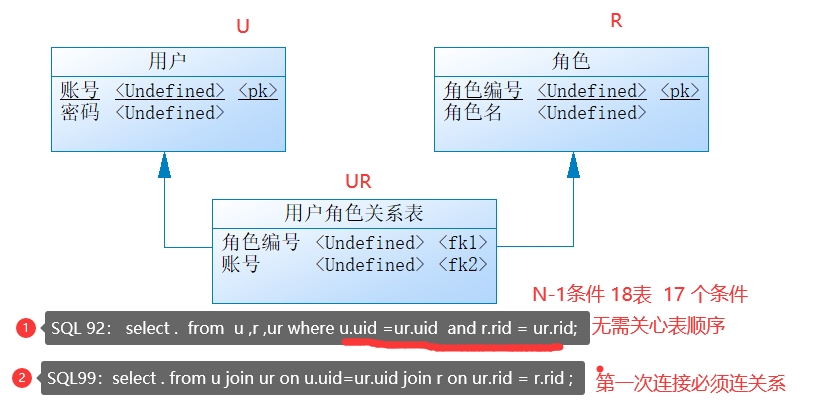 U
R
用户
账号 <Undefined> <pk>
密码 <Undefined>
角色
角色编号 <Undefined> <pk>
角色名 <Undefined>
UR
用户角色关系表
角色编号 <Undefined> <fk1>
账号 <Undefined> <fk2>
N-1条件 18表 17 个条件
1 SQL 92: select . from u ,r ,ur where u.uid =ur.uid and r.rid = ur.rid;
无需关心表顺序
2 SQL99: select . from u join ur on u.uid=ur.uid join r on ur.rid = r.rid ;
第一次连接必须连关系